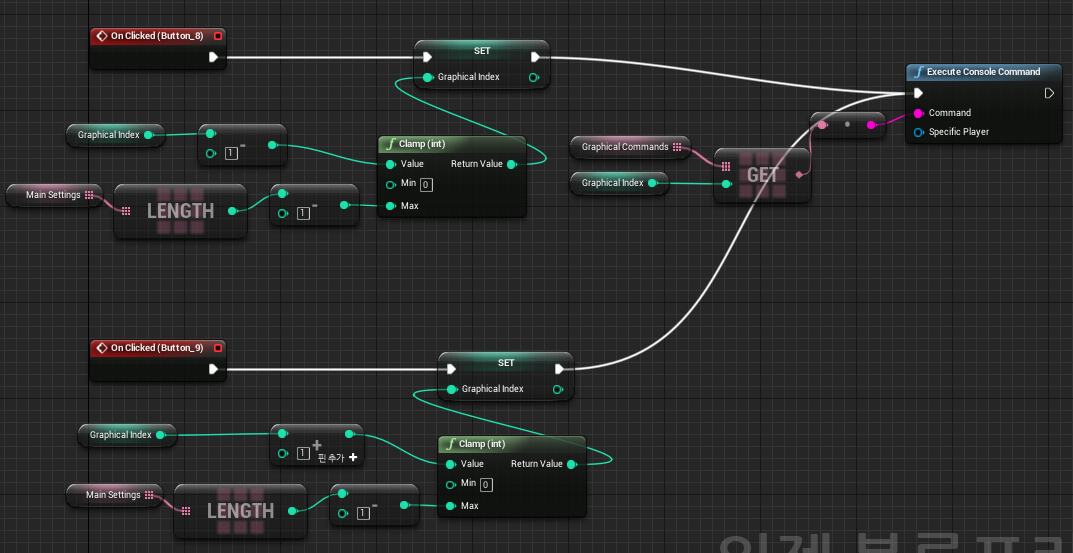 On Clicked (Button_8)
SET
Graphical Index
Execute Console Command
Command
Specific Player
Graphical Index
1
-
Clamp (int)
Value
Return Value
Min 0
Max
Main Settings
LENGTH
1
-
Graphical Commands
Graphical Index
GET
On Clicked (Button_9)
SET
Graphical Index
Graphical Index
1
+
핀 추가 +
Clamp (int)
Value
Return Value
Min 0
Max
Main Settings
LENGTH
1
-